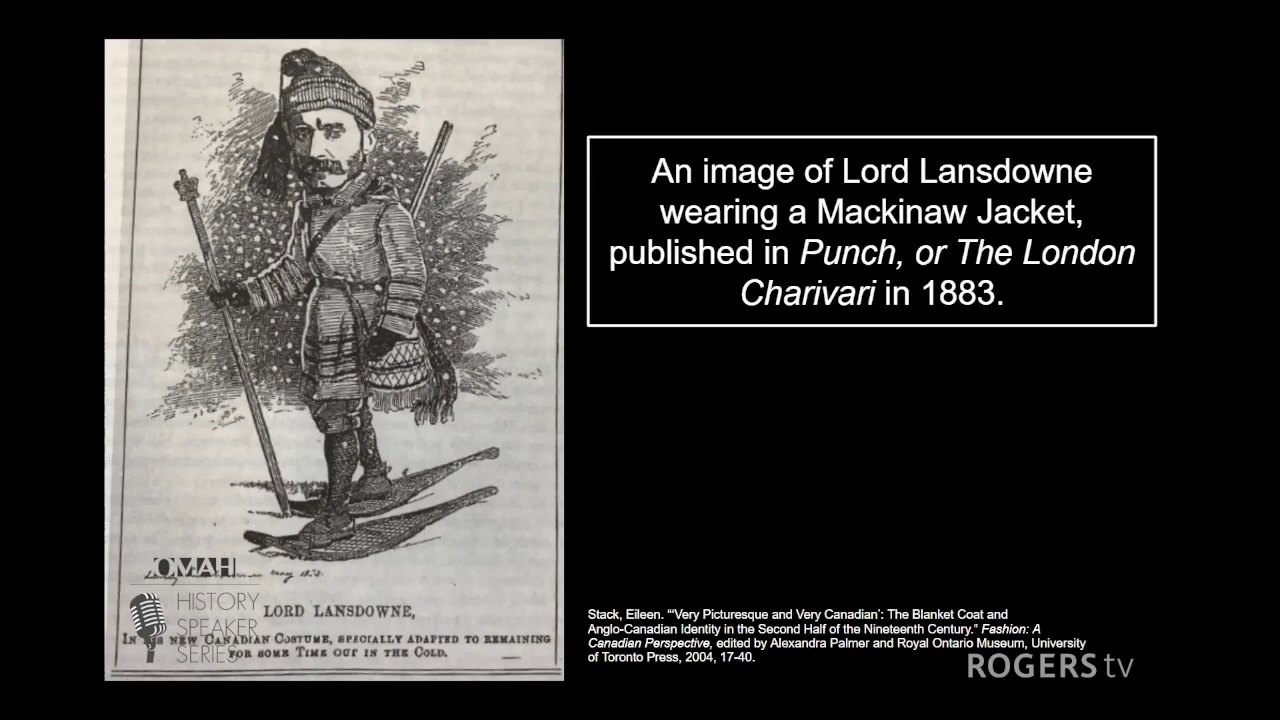 An image of Lord Lansdowne
wearing a Mackinaw Jacket,
published in Punch, or The London
Charivari in 1883.
OMAH
HISTORY
SPEAKER
SERIES
LORD LANSDOWNE,
IN HIS NEW CANADIAN COSTUME, SPECIALLY ADAPTED TO REMAINING
FOR SOME TIME OUT IN THE COLD.
Stack, Eileen. “‘Very Picturesque and Very Canadian’: The Blanket Coat and
Anglo-Canadian Identity in the Second Half of the Nineteenth Century.” Fashion: A
Canadian Perspective, edited by Alexandra Palmer and Royal Ontario Museum, University
of Toronto Press, 2004, 17-40.
ROGERS tv